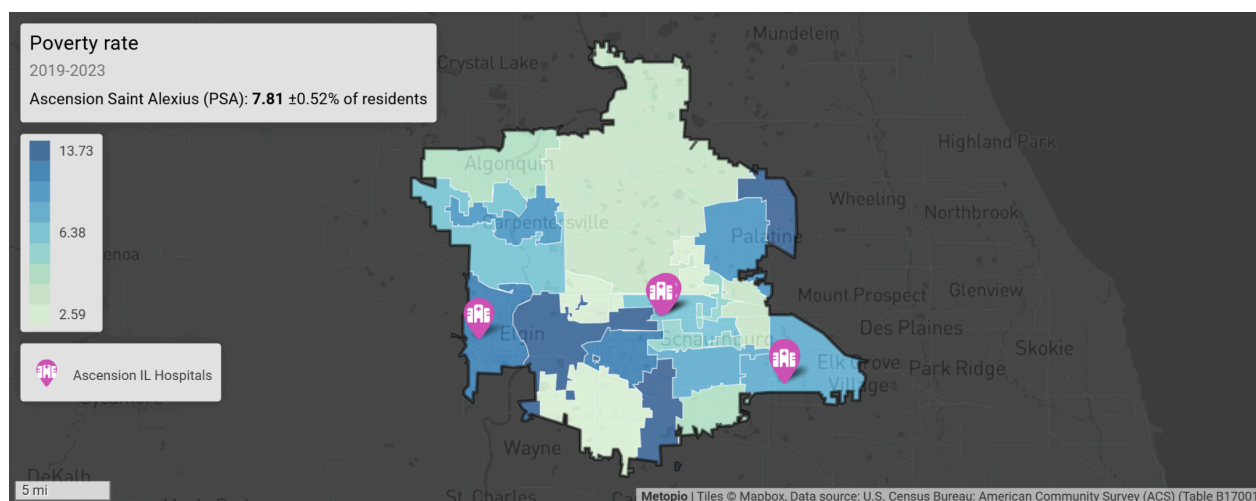 Poverty rate
2019-2023
Ascension Saint Alexius (PSA): 7.81 ±0.52% of residents
13.73
6.38
2.59
Ascension IL Hospitals
Mundelein
Crystal Lake
Highland Park
Algonquin
Wheeling
Northbrook
Carpentersville
Palatine
enoa
Mount Prospect
Glenview
Elgin
Schaumburg
Des Plaines
Skokie
Elk Grove
Village
Park Ridge
Sycamore
Wayne
DeKalb
St. Charles
5 mi
Metopio | Tiles © Mapbox, Data source: U.S. Census Bureau: American Community Survey (ACS) (Table B1700